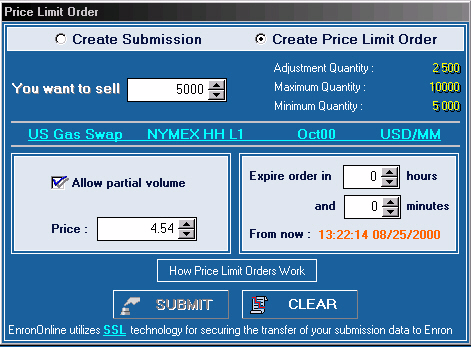 Price Limit Order
Create Submission Create Price Limit Order
Adjustment Quantity : 2 500
You want to sell 5000 Maximum Quantity : 10000
Minimum Quantity : 5 000
US Gas Swap NYMEX HH L1 Oct00 USD/MM
Allow partial volume Expire order in 0 hours
and 0 minutes
Price : 4.54
From now : 13:22:14 08/25/2000
How Price Limit Orders Work
SUBMIT CLEAR
EnronOnline utilizes SSL technology for securing the transfer of your submission data to Enron